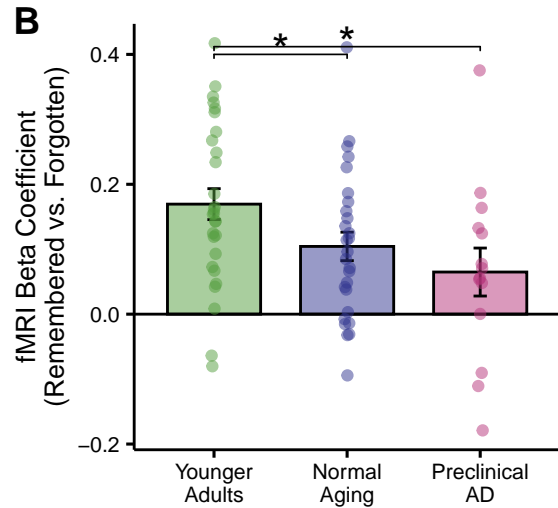 B
fMRI Beta Coefficient
(Remembered vs. Forgotten)
0.4
0.2
0.0
−0.2
*
*
Younger
Adults
Normal
Aging
Preclinical
AD